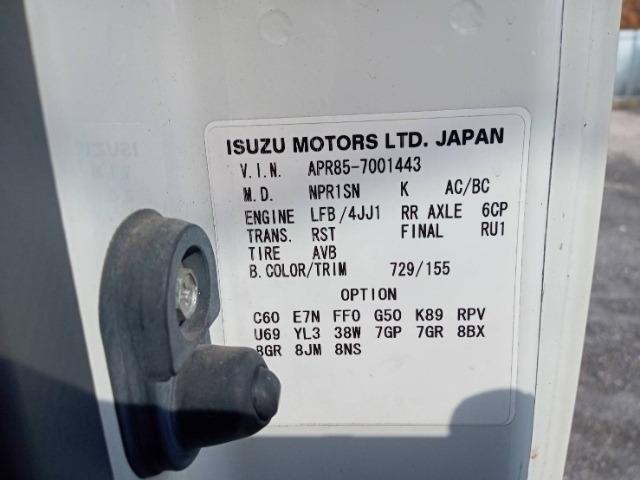 ISUZU MOTORS LTD. JAPAN
V.I.N. APR85-7001443
M.D. NPR1SN K AC/BC
ENGINE LFB/4JJ1 RR AXLE 6CP
TRANS. RST FINAL RU1
TIRE AVB
B.COLOR/TRIM 729/155
OPTION
C60 E7N FF0 G50 K89 RPV
U69 YL3 38W 7GP 7GR 8BX
8GR 8JM 8NS